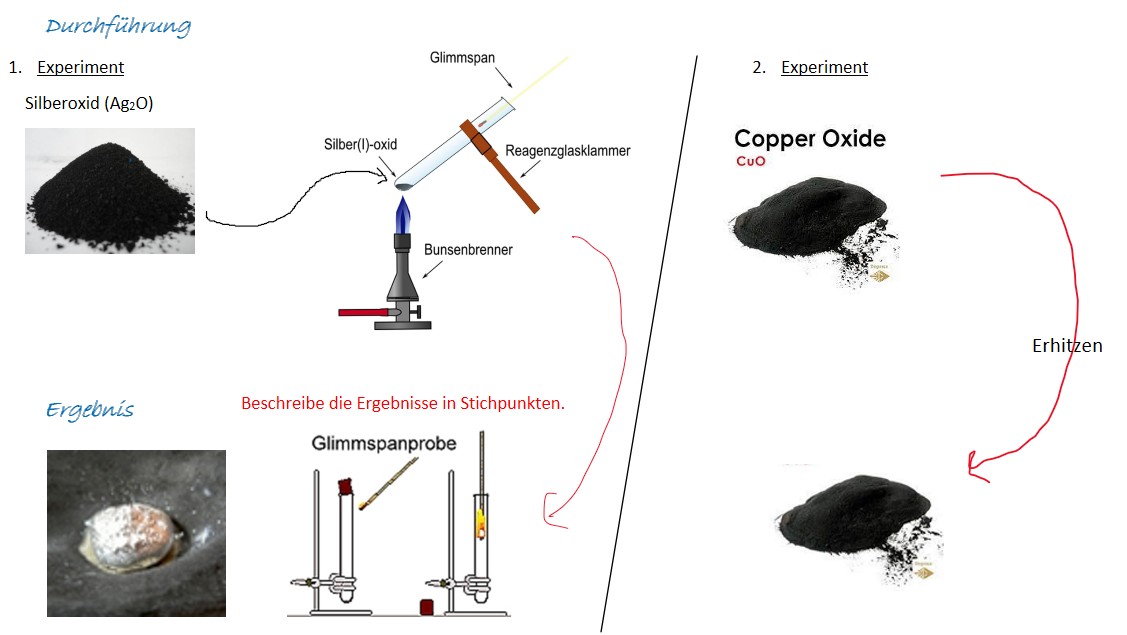 Durchführung
1. Experiment
Silberoxid (Ag₂O)
Glimmspan
Silber(I)-oxid
Reagenzglasklammer
Bunsenbrenner
Ergebnis
Beschreibe die Ergebnisse in Stichpunkten.
Glimmspanprobe
2. Experiment
Copper Oxide
CuO
Erhitzen